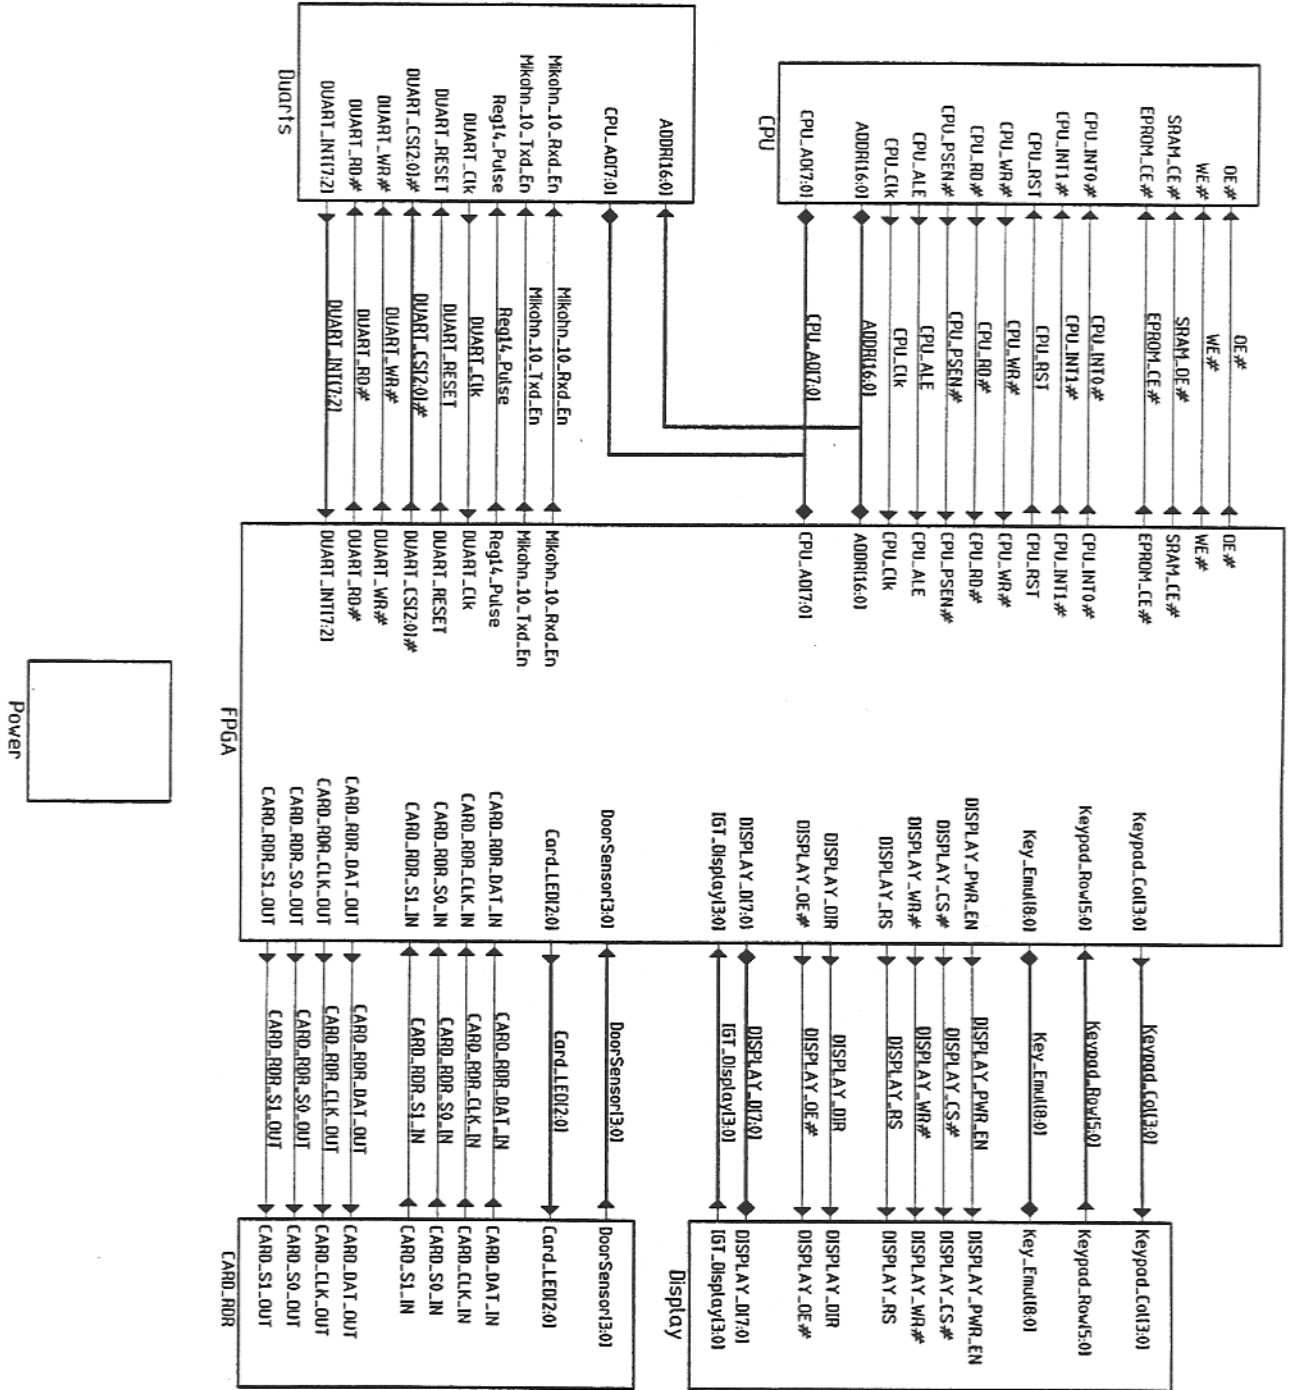 OE#
WE#
SRAM_CE#
EPROM_CE#
CPU_INT0#
CPU_INT1#
CPU_RST
CPU_WR#
CPU_RD#
CPU_PSEN#
CPU_ALE
CPU_Clk
ADDR[16:0]
CPU_AD[7:0]
CPU
OE#
WE#
SRAM_OE#
EPROM_CE#
CPU_INT0#
CPU_INT1#
CPU_RST
CPU_WR#
CPU_RD#
CPU_PSEN#
CPU_ALE
CPU_Clk
ADDR[16:0]
CPU_AD[7:0]
ADDR[16:0]
CPU_AD[7:0]
Mikohn_10_Rxd_En
Mikohn_10_Txd_En
Reg14_Pulse
DUART_Clk
DUART_RESET
DUART_CS[2:0]#
DUART_WR#
DUART_RD#
DUART_INT[7:2]
Duarts
Mikohn_10_Rxd_En
Mikohn_10_Txd_En
Reg14_Pulse
DUART_Clk
DUART_RESET
DUART_CS[2:0]#
DUART_WR#
DUART_RD#
DUART_INT[7:2]
OE#
WE#
SRAM_CE#
EPROM_CE#
CPU_INT0#
CPU_INT1#
CPU_RST
CPU_WR#
CPU_RD#
CPU_PSEN#
CPU_ALE
CPU_Clk
ADDR[16:0]
CPU_AD[7:0]
Mikohn_10_Rxd_En
Mikohn_10_Txd_En
Reg14_Pulse
DUART_Clk
DUART_RESET
DUART_CS[2:0]#
DUART_WR#
DUART_RD#
DUART_INT[7:2]
Keypad_Col[3:0]
Keypad_Row[5:0]
Key_Emul[8:0]
DISPLAY_PWR_EN
DISPLAY_CS#
DISPLAY_WR#
DISPLAY_RS
DISPLAY_DIR
DISPLAY_OE#
DISPLAY_D[7:0]
IGT_Display[3:0]
DoorSensor[3:0]
Card_LED[2:0]
CARD_RDR_DAT_IN
CARD_RDR_CLK_IN
CARD_RDR_S0_IN
CARD_RDR_S1_IN
CARD_RDR_DAT_OUT
CARD_RDR_CLK_OUT
CARD_RDR_S0_OUT
CARD_RDR_S1_OUT
FPGA
Keypad_Col[3:0]
Keypad_Row[5:0]
Key_Emul[8:0]
DISPLAY_PWR_EN
DISPLAY_CS#
DISPLAY_WR#
DISPLAY_RS
DISPLAY_DIR
DISPLAY_OE#
DISPLAY_D[7:0]
IGT_Display[3:0]
DoorSensor[3:0]
Card_LED[2:0]
CARD_RDR_DAT_IN
CARD_RDR_CLK_IN
CARD_RDR_S0_IN
CARD_RDR_S1_IN
CARD_RDR_DAT_OUT
CARD_RDR_CLK_OUT
CARD_RDR_S0_OUT
CARD_RDR_S1_OUT
Keypad_Col[3:0]
Keypad_Row[5:0]
Key_Emul[8:0]
DISPLAY_PWR_EN
DISPLAY_CS#
DISPLAY_WR#
DISPLAY_RS
DISPLAY_DIR
DISPLAY_OE#
DISPLAY_D[7:0]
IGT_Display[3:0]
Display
DoorSensor[3:0]
Card_LED[2:0]
CARD_DAT_IN
CARD_CLK_IN
CARD_S0_IN
CARD_S1_IN
CARD_DAT_OUT
CARD_CLK_OUT
CARD_S0_OUT
CARD_S1_OUT
CARD_RDR
Power